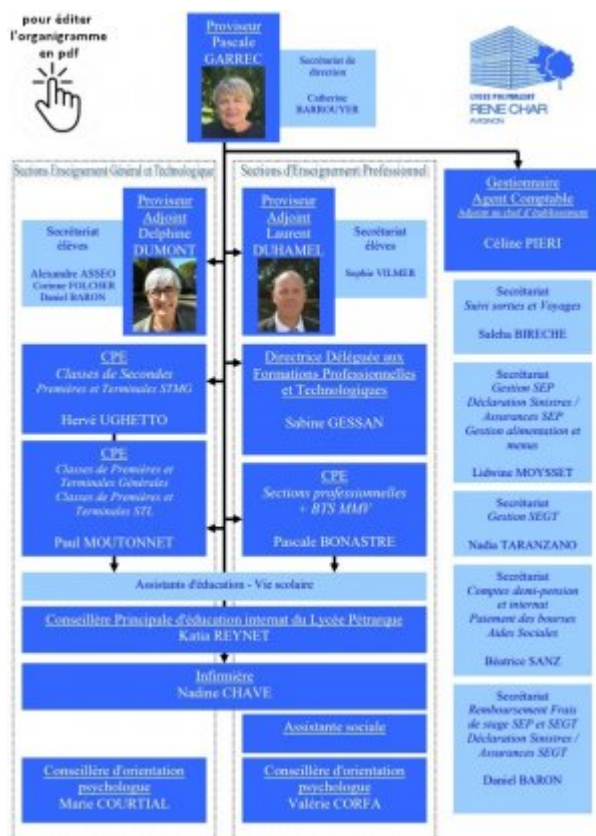 pour éditer
l'organigramme
en pdf
Proviseur
Pascale
GARREC
Secrétariat de
direction
Catherine
BARROUYER
LYCEE POLYVALENT
RENE CHAR
AVIGNON
Sections Enseignement Général et Technologique
Sections d'Enseignement Professionnel
Secrétariat
élèves
Alexandre ASSEO
Corinne FOLCHER
Daniel BARON
Proviseur
Adjoint
Delphine
DUMONT
Proviseur
Adjoint
Laurent
DUHAMEL
Secrétariat
élèves
Sophie VILMER
Gestionnaire
Agent Comptable
Adjoint au chef d'établissement
Céline PIERI
CPE
Classes de Secondes
Premières et Terminales STMG
Hervé UGHETTO
Directrice Déléguée aux
Formations Professionnelles
et Technologiques
Sabine GESSAN
CPE
Classes de Premières et
Terminales Générales
Classes de Premières et
Terminales STL
Paul MOUTONNET
CPE
Sections professionnelles
+ BTS MMV
Pascale BONASTRE
Assistants d'éducation - Vie scolaire
Conseillère Principale d'éducation internat du Lycée Pétrarque
Katia REYNET
Infirmière
Nadine CHAVE
Assistante sociale
Conseillère d'orientation
psychologue
Marie COURTIAL
Conseillère d'orientation
psychologue
Valérie CORFA
Secrétariat
Suivi sorties et Voyages
Saleha BIRECHE
Secrétariat
Gestion SEP
Déclaration Sinistres /
Assurances SEP
Gestion alimentation et
menus
Lidwine MOYSSET
Secrétariat
Gestion SEGT
Nadia TARANZANO
Secrétariat
Comptes demi-pension et
internat
Paiement des bourses
Aides Sociales
Béatrice SANZ
Secrétariat
Remboursement Frais
de stage SEP et SEGT
Déclaration Sinistres /
Assurances SEGT
Daniel BARON